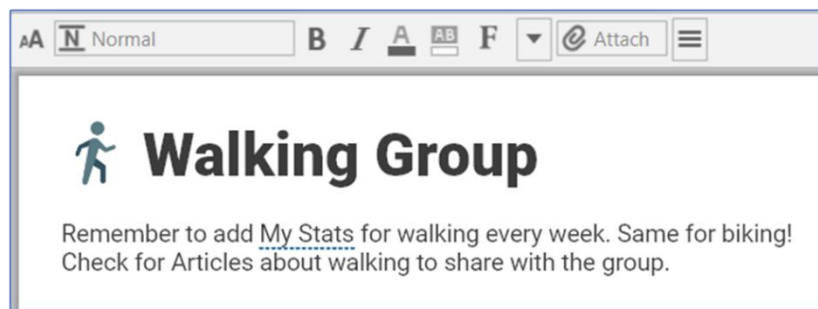 AA N Normal B I A AB F Attach
Walking Group
Remember to add My Stats for walking every week. Same for biking!
Check for Articles about walking to share with the group.